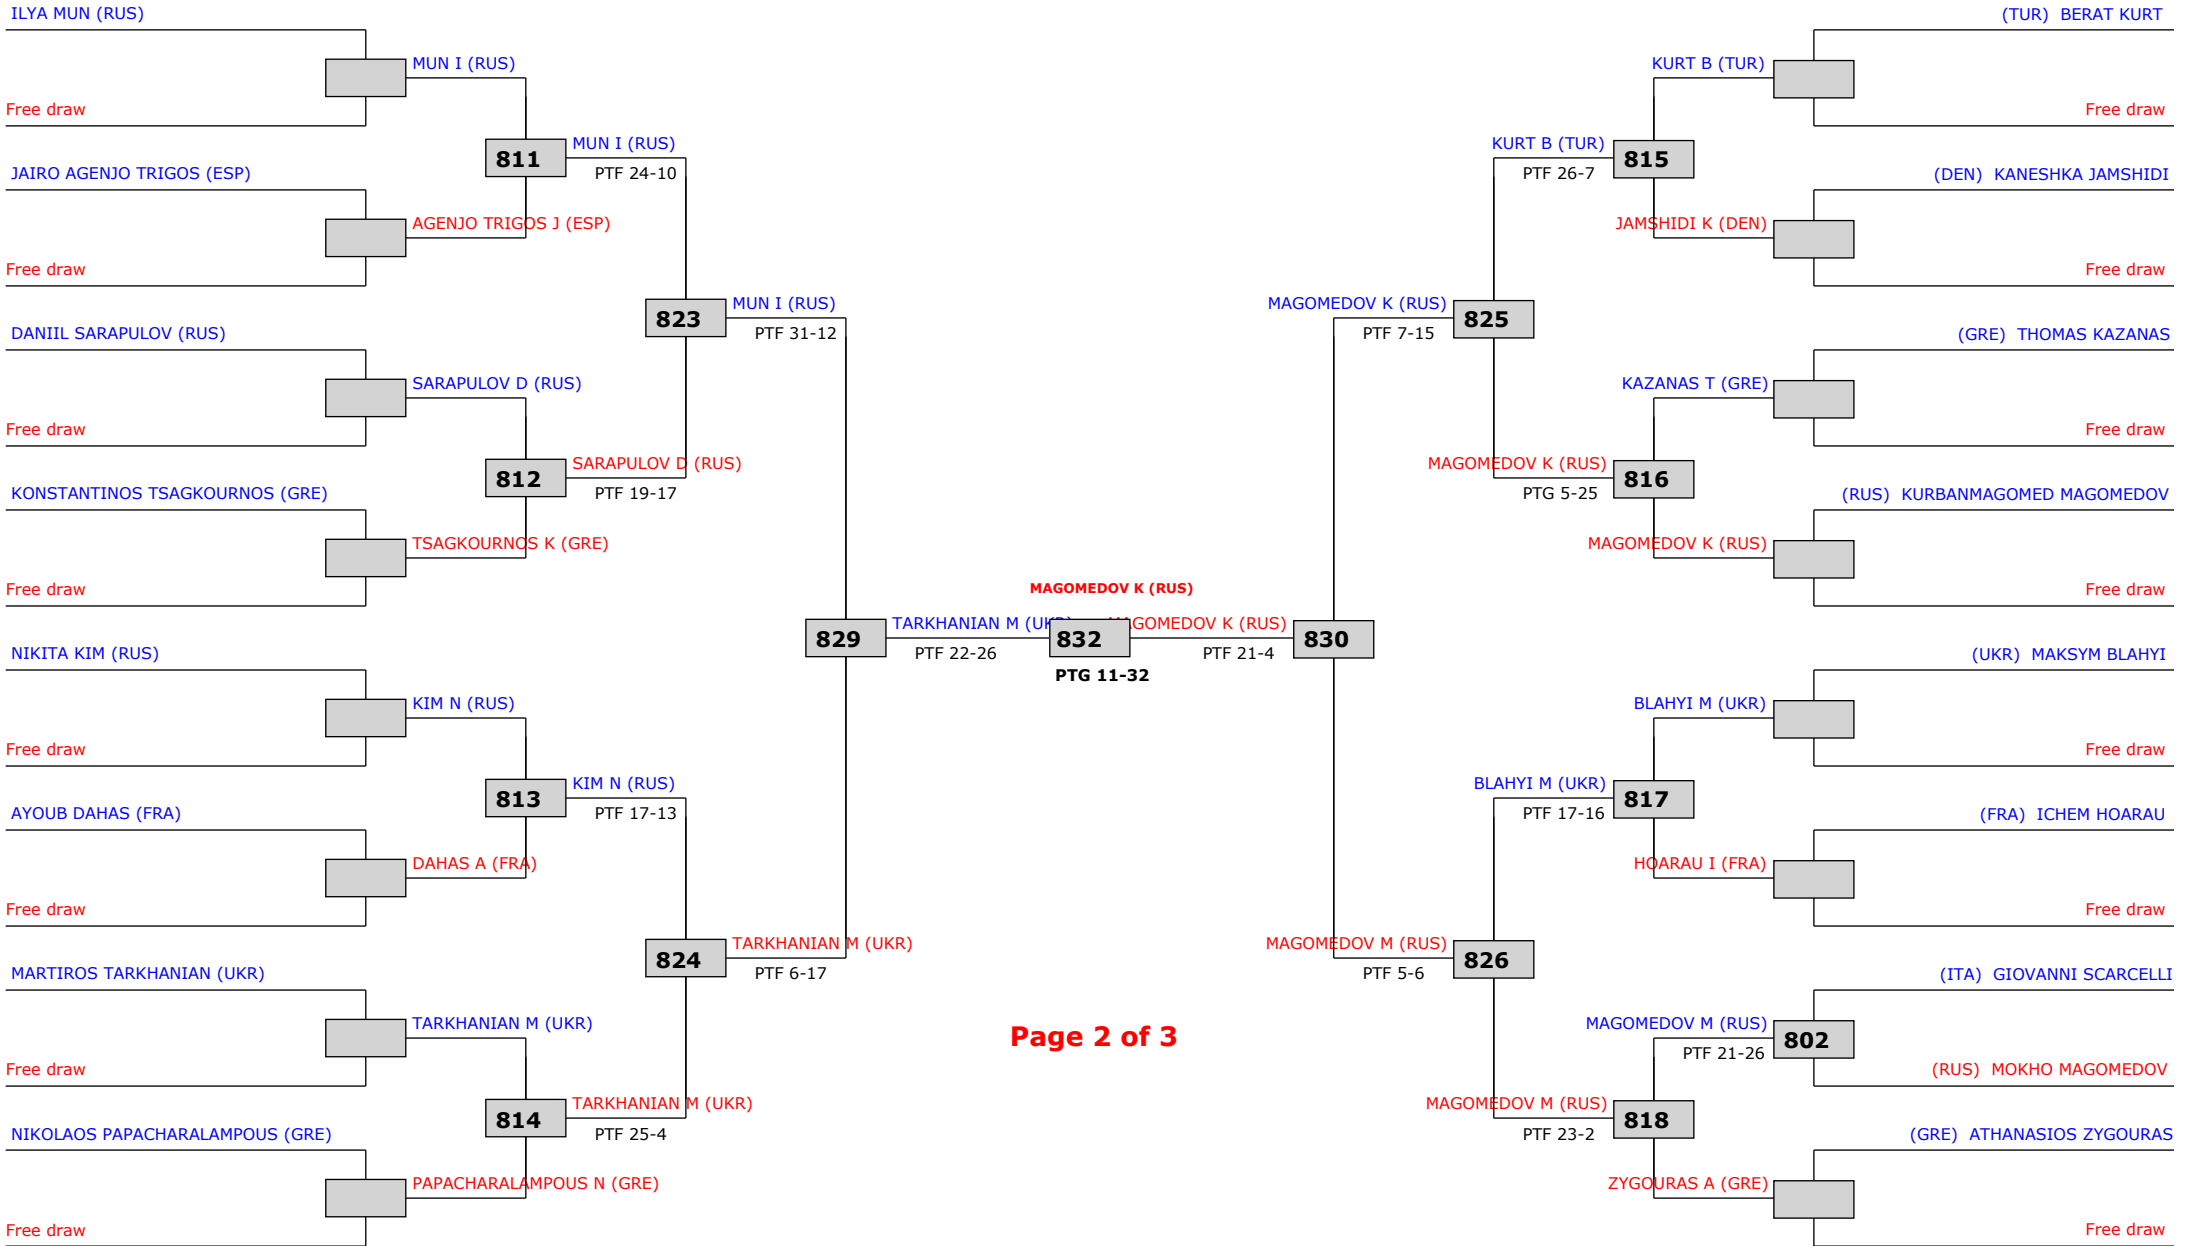 ILYA MUN (RUS)
(TUR) BERAT KURT
MUN I (RUS)
KURT B (TUR)
Free draw
Free draw
811
MUN I (RUS)
PTF 24-10
KURT B (TUR)
PTF 26-7
815
JAIRO AGENJO TRIGOS (ESP)
(DEN) KANESHKA JAMSHIDI
AGENJO TRIGOS J (ESP)
JAMSHIDI K (DEN)
Free draw
Free draw
823
MUN I (RUS)
PTF 31-12
MAGOMEDOV K (RUS)
PTF 7-15
825
DANIIL SARAPULOV (RUS)
(GRE) THOMAS KAZANAS
SARAPULOV D (RUS)
KAZANAS T (GRE)
Free draw
Free draw
812
SARAPULOV D (RUS)
PTF 19-17
MAGOMEDOV K (RUS)
PTG 5-25
816
KONSTANTINOS TSAGKOURNOS (GRE)
(RUS) KURBANMAGOMED MAGOMEDOV
TSAGKOURNOS K (GRE)
MAGOMEDOV K (RUS)
Free draw
Free draw
MAGOMEDOV K (RUS)
829
TARKHANIAN M (UKR)
PTF 22-26
832
PTG 11-32
MAGOMEDOV K (RUS)
PTF 21-4
830
NIKITA KIM (RUS)
(UKR) MAKSYM BLAHYI
KIM N (RUS)
BLAHYI M (UKR)
Free draw
Free draw
813
KIM N (RUS)
PTF 17-13
BLAHYI M (UKR)
PTF 17-16
817
AYOUB DAHAS (FRA)
(FRA) ICHEM HOARAU
DAHAS A (FRA)
HOARAU I (FRA)
Free draw
Free draw
824
TARKHANIAN M (UKR)
PTF 6-17
MAGOMEDOV M (RUS)
PTF 5-6
826
MARTIROS TARKHANIAN (UKR)
(ITA) GIOVANNI SCARCELLI
TARKHANIAN M (UKR)
MAGOMEDOV M (RUS)
PTF 21-26
802
Page 2 of 3
Free draw
(RUS) MOKHO MAGOMEDOV
814
TARKHANIAN M (UKR)
PTF 25-4
MAGOMEDOV M (RUS)
PTF 23-2
818
NIKOLAOS PAPACHARALAMPOUS (GRE)
(GRE) ATHANASIOS ZYGOURAS
PAPACHARALAMPOUS N (GRE)
ZYGOURAS A (GRE)
Free draw
Free draw